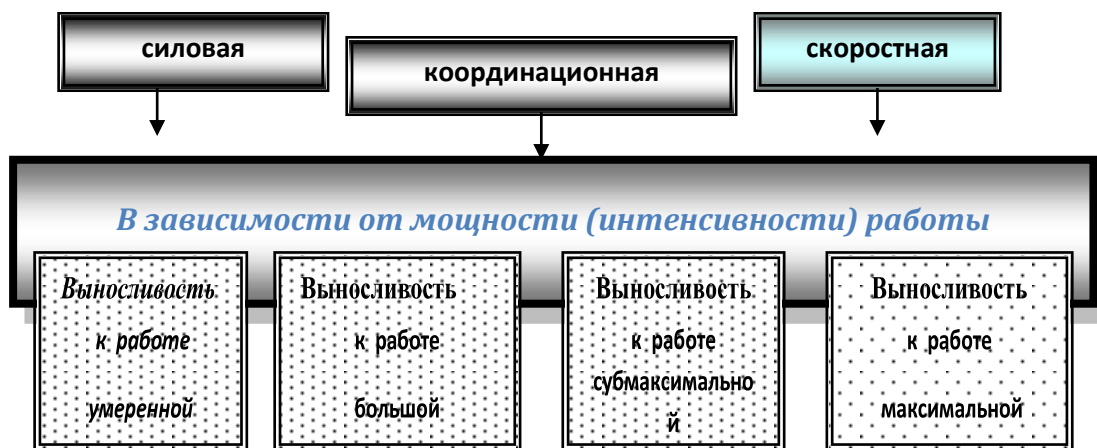 силовая
координационная
скоростная
В зависимости от мощности (интенсивности) работы
Выносливость
к работе
умеренной
Выносливость
к работе
большой
Выносливость
к работе
субмаксимально
й
Выносливость
к работе
максимальной